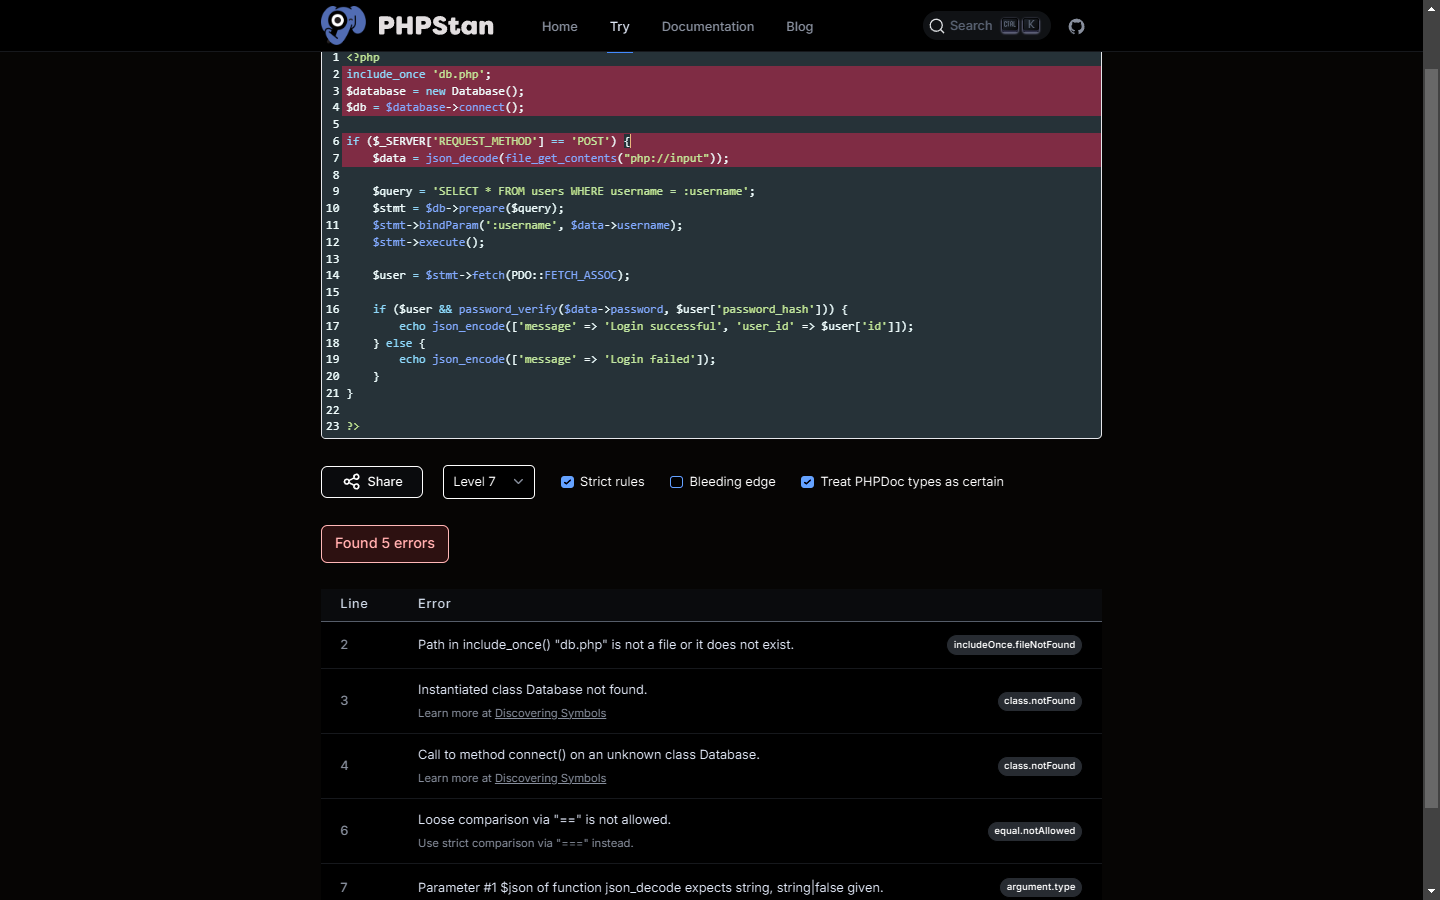 PHPStan
Home
Try
Documentation
Blog
Search
CTRL K
1 <?php
2 include_once 'db.php';
3 $database = new Database();
4 $db = $database->connect();
5
6 if ($_SERVER['REQUEST_METHOD'] == 'POST') {
7 $data = json_decode(file_get_contents("php://input"));
8
9 $query = 'SELECT * FROM users WHERE username = :username';
10 $stmt = $db->prepare($query);
11 $stmt->bindParam(':username', $data->username);
12 $stmt->execute();
13
14 $user = $stmt->fetch(PDO::FETCH_ASSOC);
15
16 if ($user && password_verify($data->password, $user['password_hash'])) {
17 echo json_encode(['message' => 'Login successful', 'user_id' => $user['id']]);
18 } else {
19 echo json_encode(['message' => 'Login failed']);
20 }
21 }
22
23 ?>
Share
Level 7
Strict rules
Bleeding edge
Treat PHPDoc types as certain
Found 5 errors
Line Error
2 Path in include_once() "db.php" is not a file or it does not exist. includeOnce.fileNotFound
3 Instantiated class Database not found. class.notFound
Learn more at Discovering Symbols
4 Call to method connect() on an unknown class Database. class.notFound
Learn more at Discovering Symbols
6 Loose comparison via "==" is not allowed. equal.notAllowed
Use strict comparison via "===" instead.
7 Parameter #1 $json of function json_decode expects string, string|false given. argument.type